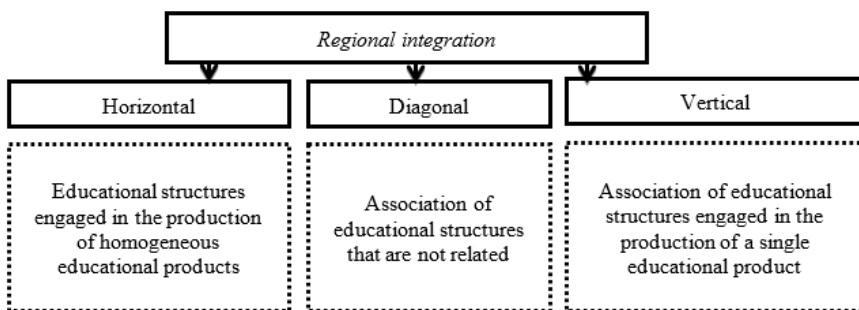 Regional integration
Horizontal
Diagonal
Vertical
Educational structures
engaged in the production
of homogeneous
educational products
Association of
educational structures
that are not related
Association of educational
structures engaged in the
production of a single
educational product